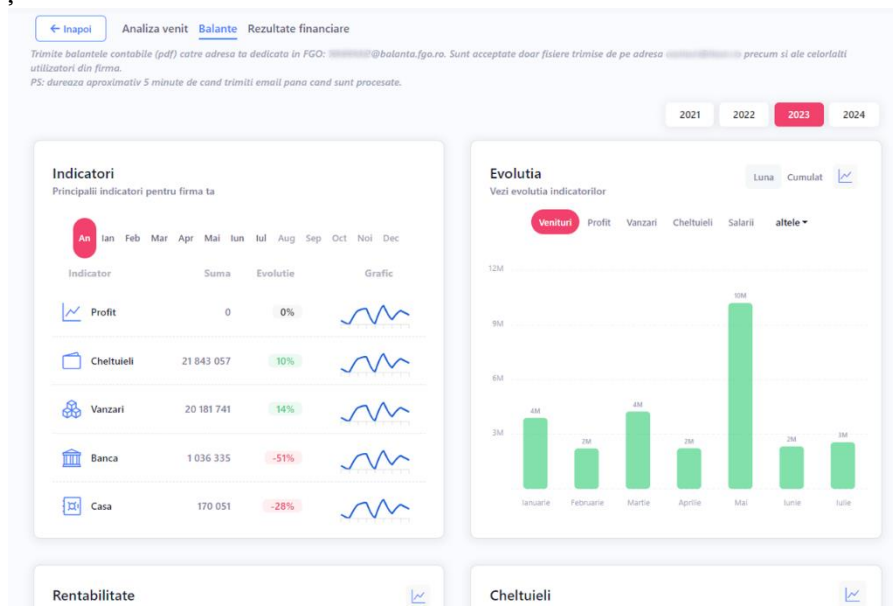 ← Inapoi Analiza venit Balante Rezultate financiare
Trimite balantele contabile (pdf) catre adresa ta dedicata in FGO: @balanta.fgo.ro. Sunt acceptate doar fisiere trimise de pe adresa precum si ale celorlalti
utilizatori din firma.
PS: dureaza aproximativ 5 minute de cand trimiti email pana cand sunt procesate.
2021 2022 2023 2024
Indicatori
Principalii indicatori pentru firma ta
An Ian Feb Mar Apr Mai Iun Iul Aug Sep Oct Noi Dec
Indicator Suma Evolutie Grafic
Profit 0 0%
Cheltuieli 21 843 057 10%
Vanzari 20 181 741 14%
Banca 1 036 335 -51%
Casa 170 051 -28%
Evolutia
Vezi evolutia indicatorilor
Luna Cumulat
Venituri Profit Vanzari Cheltuieli Salarii altele
12M
9M
6M
3M
4M 2M 4M 2M 10M 2M 3M
Ianuarie Februarie Martie Aprilie Mai Iunie Iulie
Rentabilitate
Cheltuieli